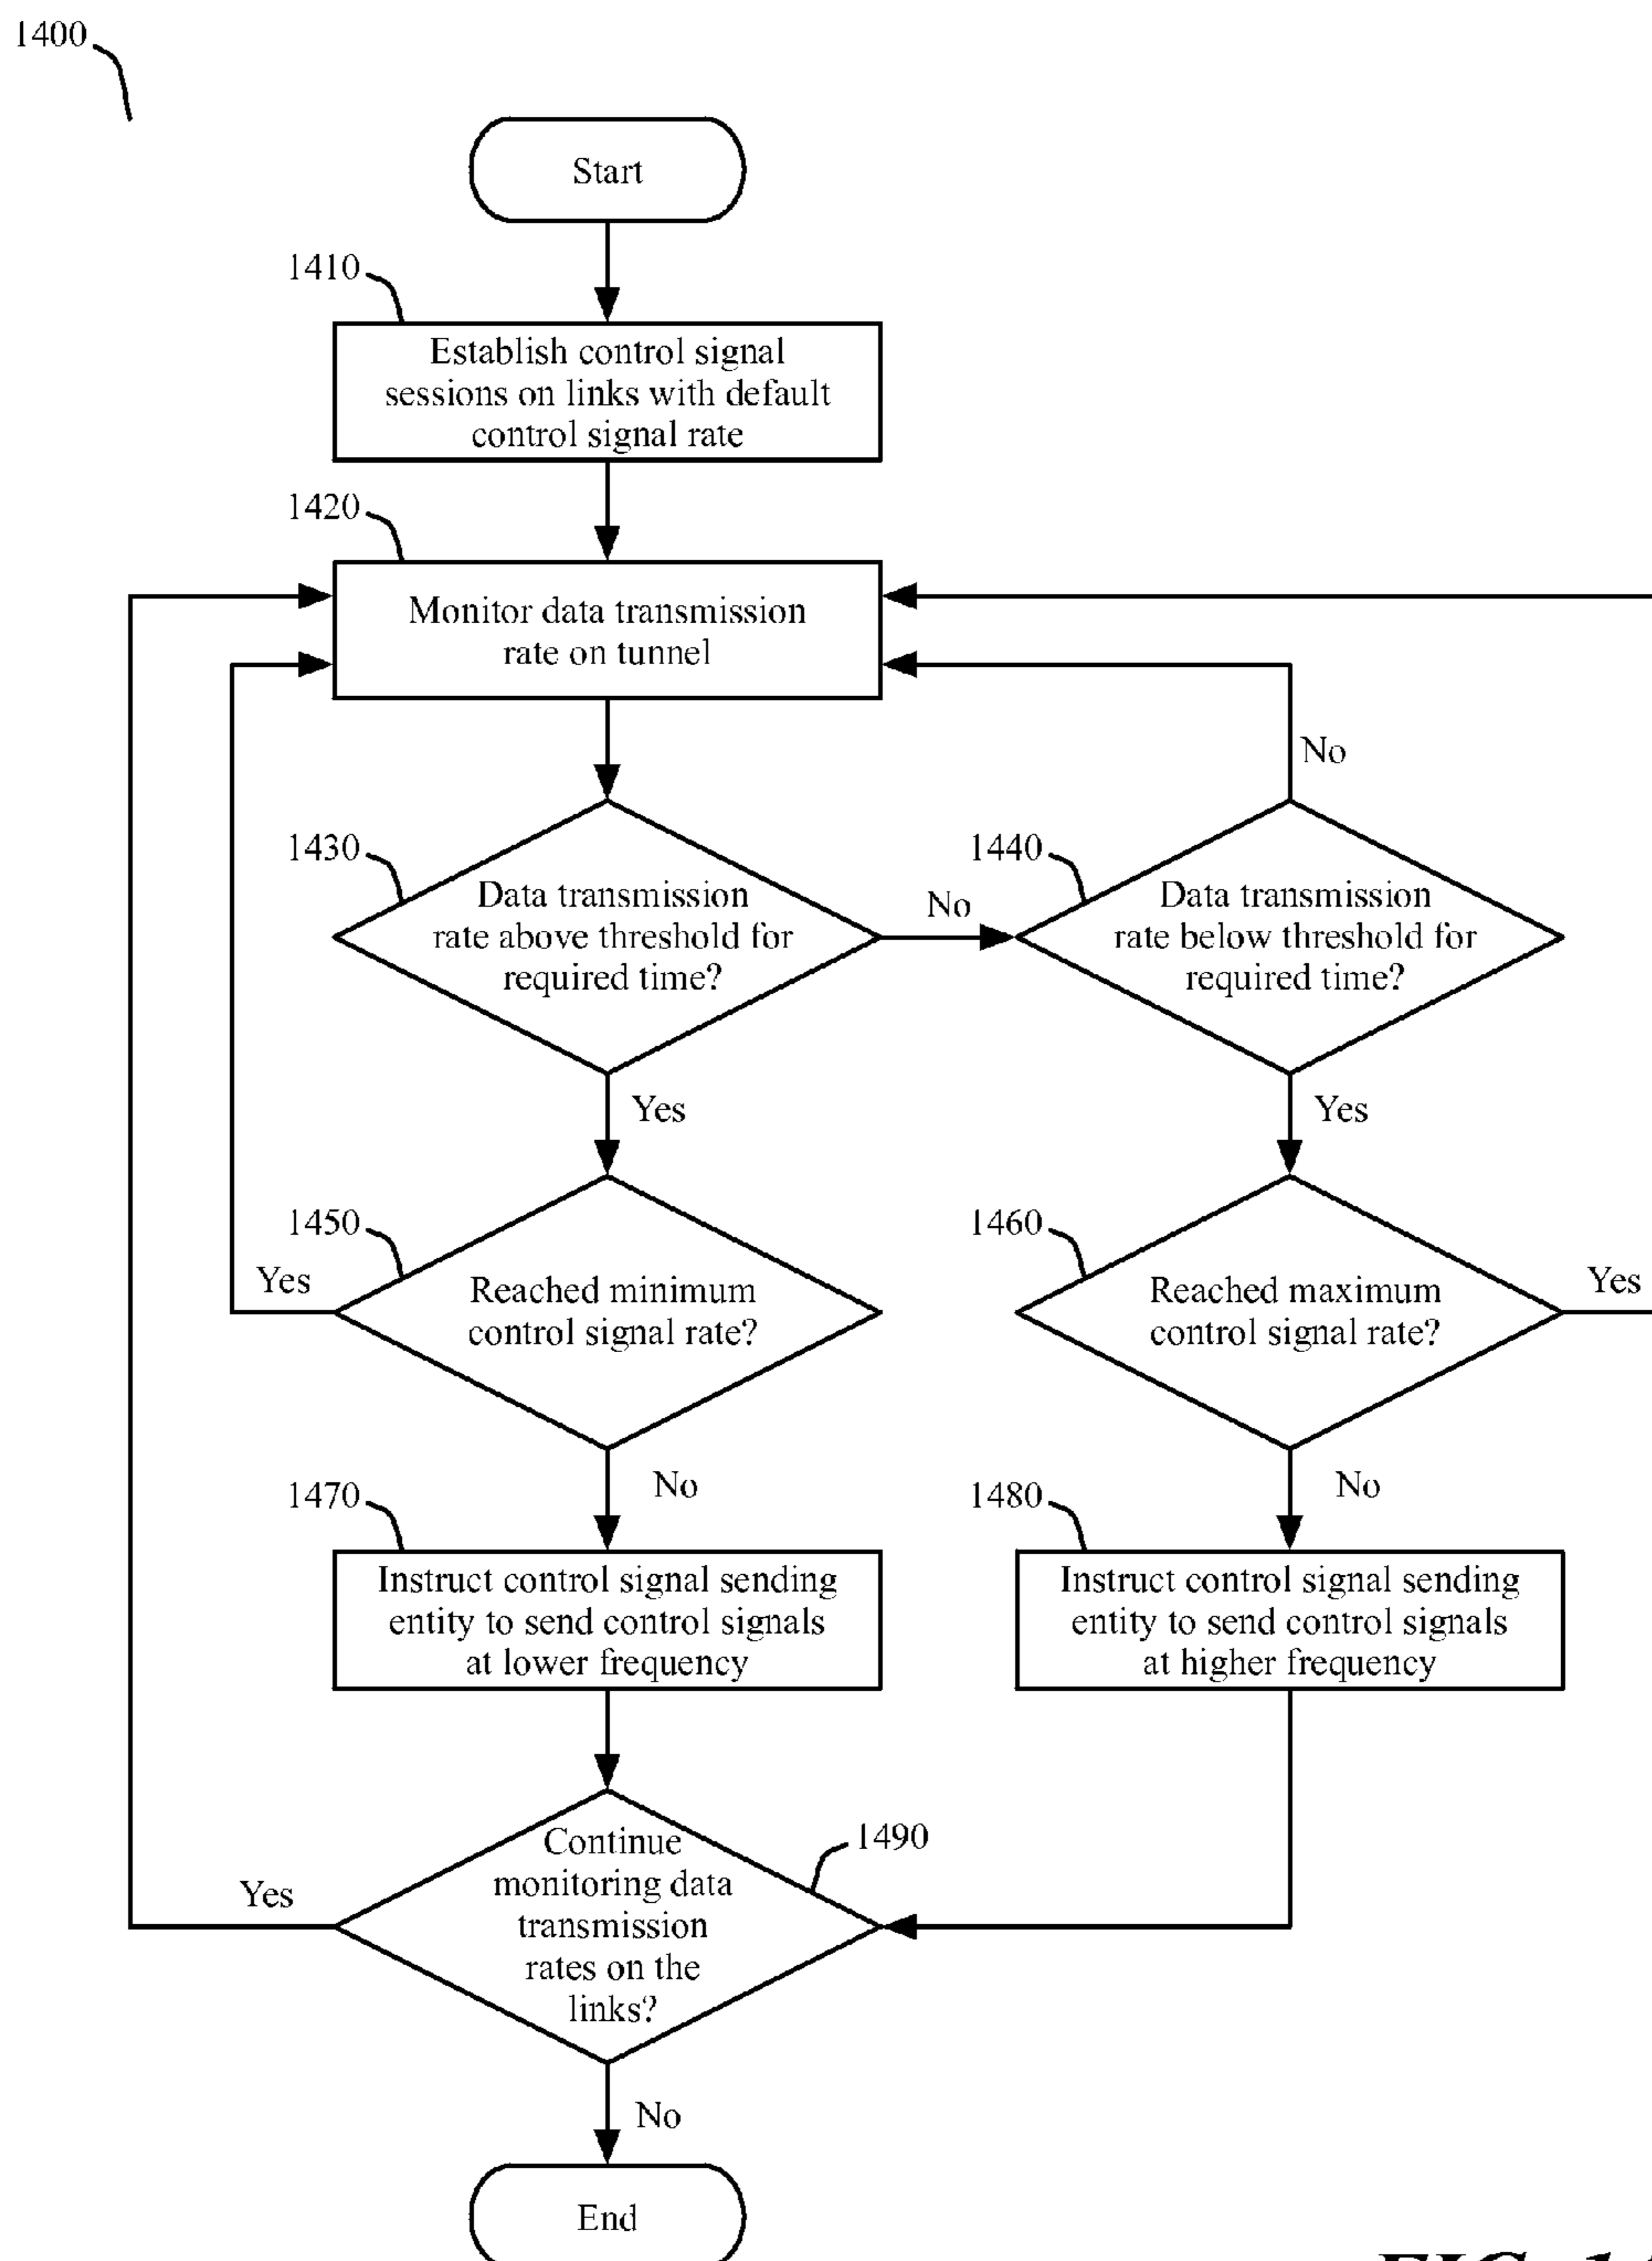 1400
Start
1410
Establish control signal
sessions on links with default
control signal rate
1420
Monitor data transmission
rate on tunnel
No
1430
Data transmission
rate above threshold for
required time?
No
1440
Data transmission
rate below threshold for
required time?
Yes
Yes
1450
Yes
Reached minimum
control signal rate?
1460
Reached maximum
control signal rate?
Yes
No
No
1470
Instruct control signal sending
entity to send control signals
at lower frequency
1480
Instruct control signal sending
entity to send control signals
at higher frequency
1490
Continue
monitoring data
transmission
rates on the
links?
Yes
No
End